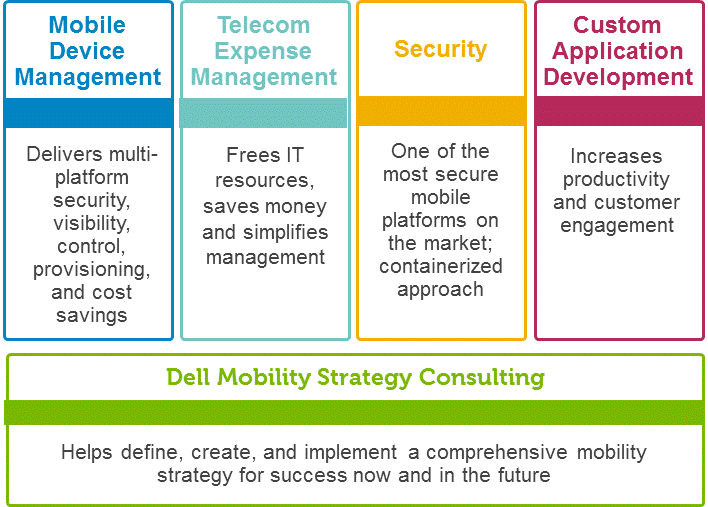 Mobile
Device
Management
Delivers multi-
platform
security,
visibility,
control,
provisioning,
and cost
savings
Telecom
Expense
Management
Frees IT
resources,
saves money
and simplifies
management
Security
One of the
most secure
mobile
platforms on
the market;
containerized
approach
Custom
Application
Development
Increases
productivity
and customer
engagement
Dell Mobility Strategy Consulting
Helps define, create, and implement a comprehensive mobility
strategy for success now and in the future